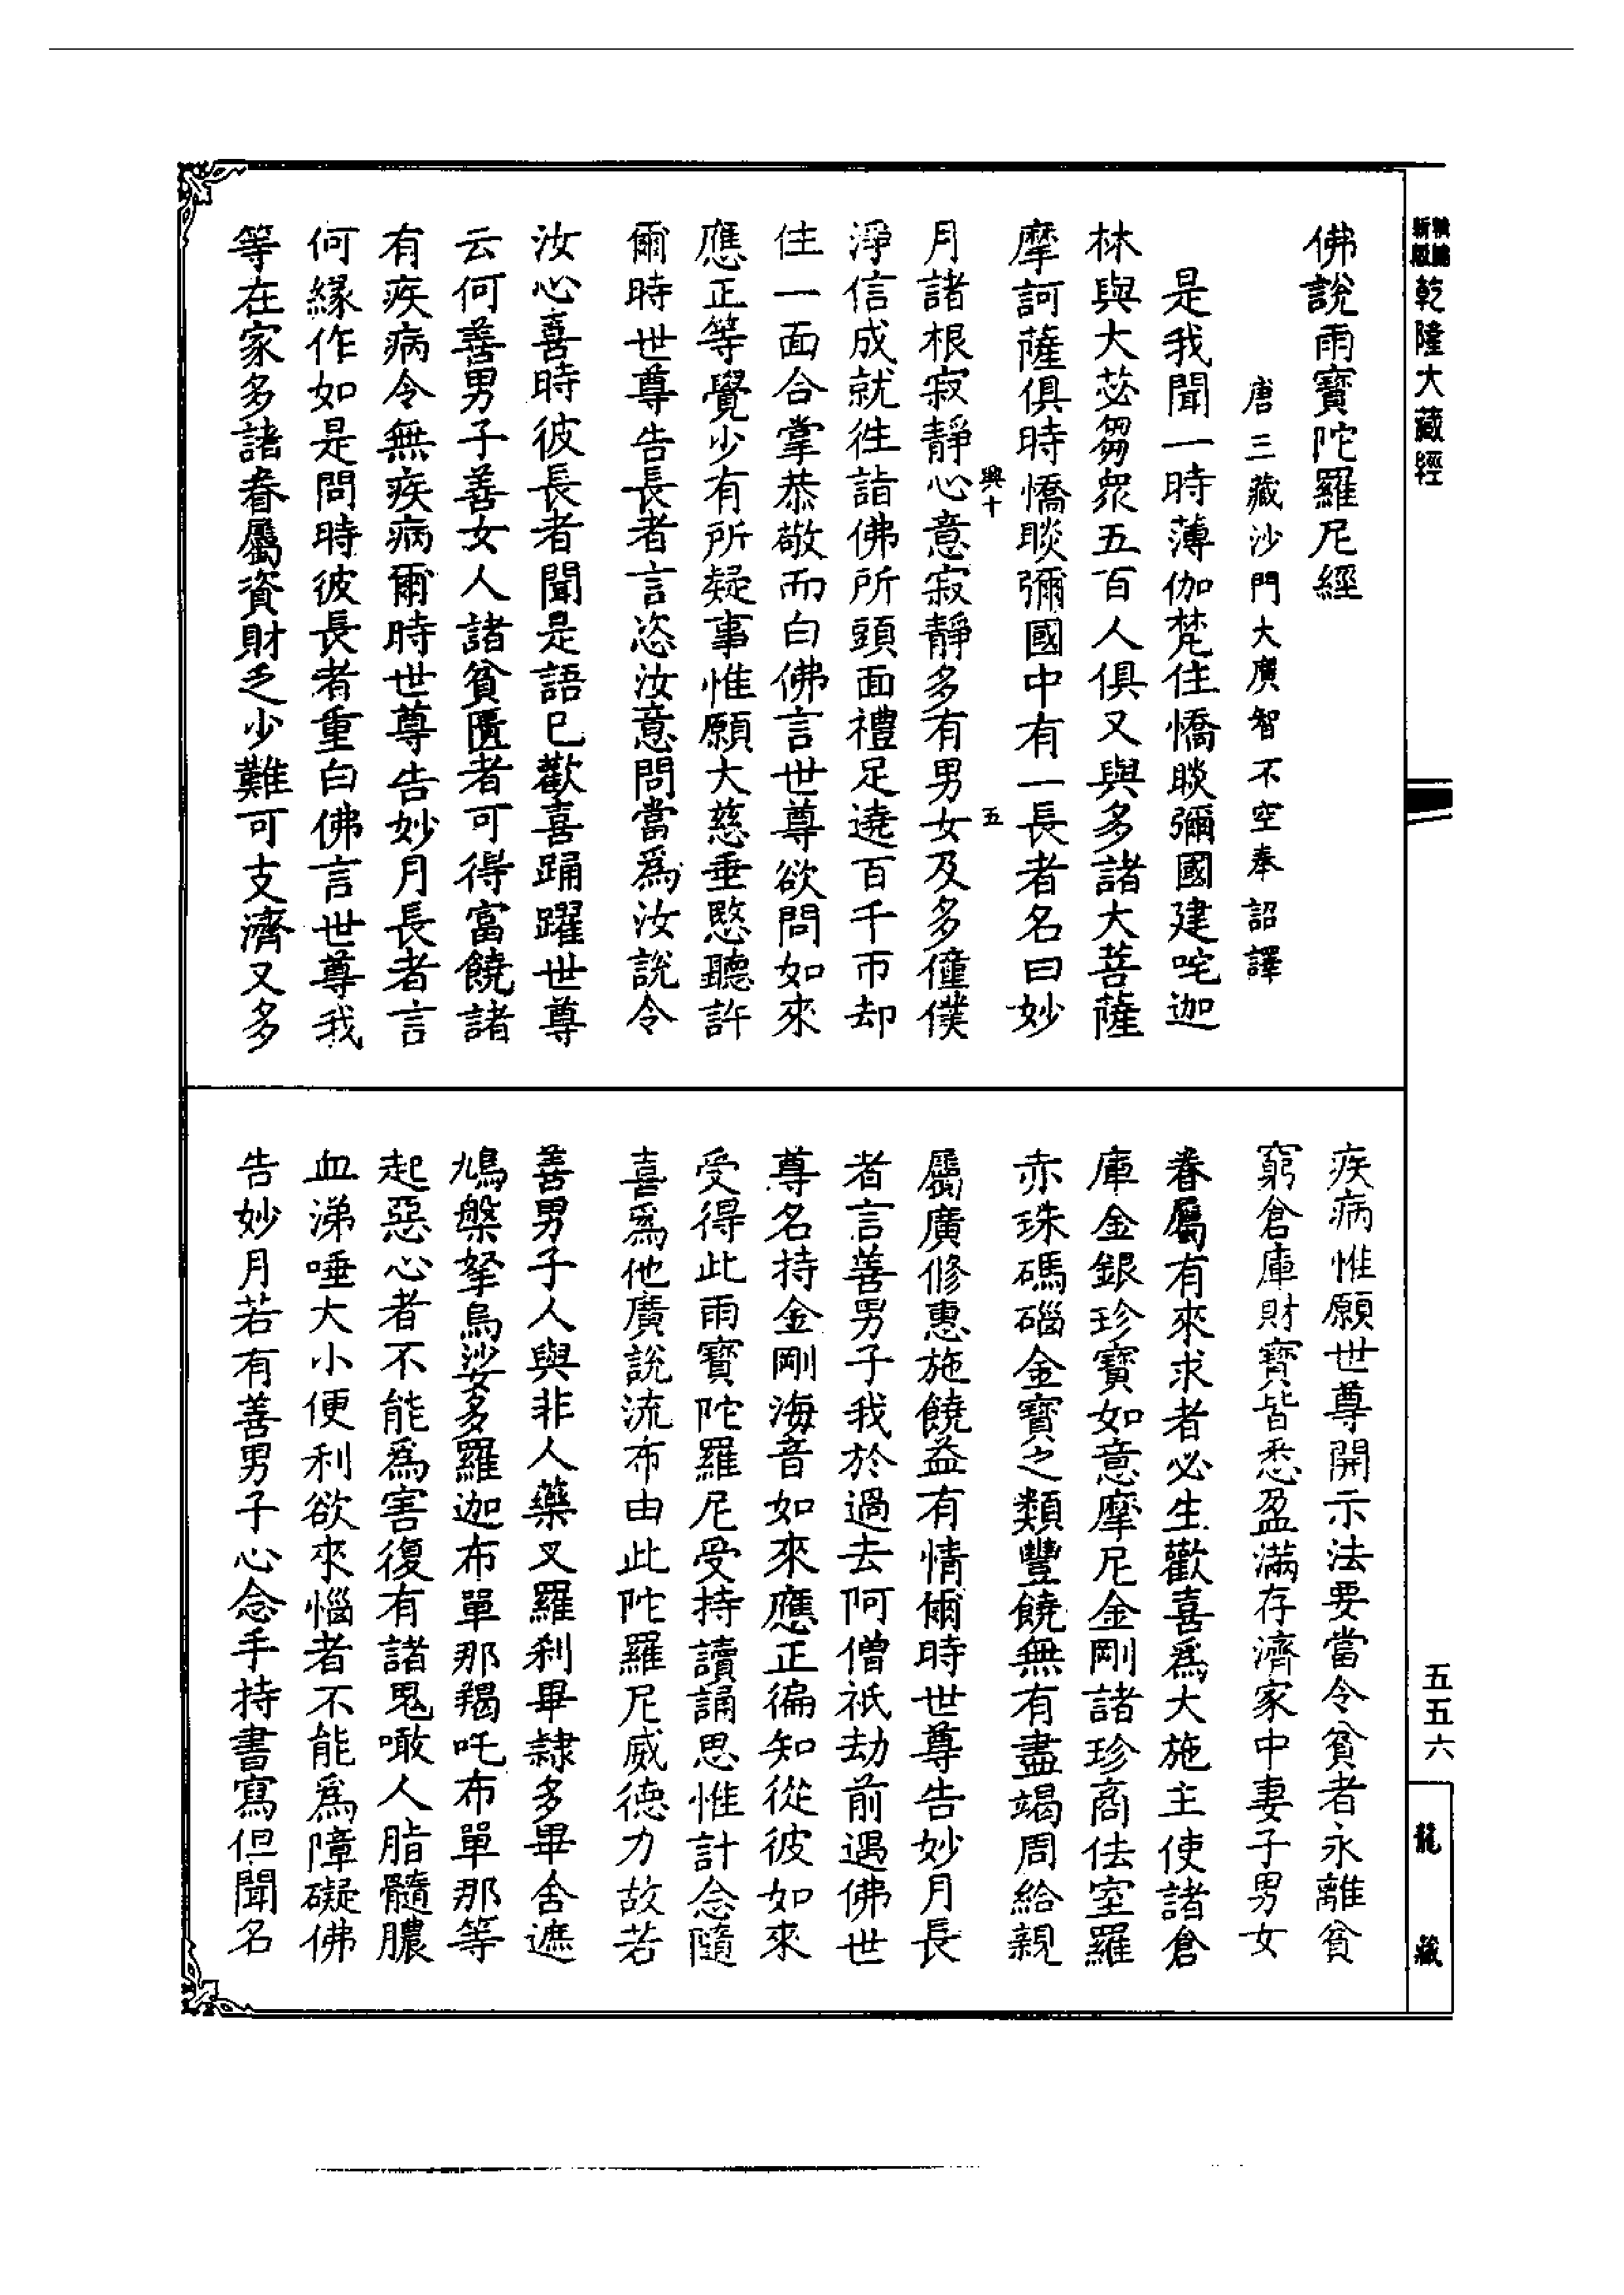 新版
乾隆大藏經
五五六
龍藏
佛說雨寶陀羅尼經
唐三藏沙門大廣智不空奉詔譯
是我聞一時薄伽梵住憍睒彌國建吒迦
林與大苾芻眾五百人俱又與多諸大菩薩
摩訶薩俱時憍睒彌國中有一長者名曰妙
興十 五
月諸根寂靜心意寂靜多有男女及多僮僕
淨信成就徃詣佛所頭面禮足遶百千帀却
住一面合掌恭敬而白佛言世尊欲問如來
應正等覺少有所疑事惟願大慈垂愍聽許
爾時世尊告長者言恣汝意問當為汝說令
汝心喜時彼長者聞是語已歡喜踊躍世尊
云何善男子善女人諸貧匱者可得富饒諸
有疾病令無疾病爾時世尊告妙月長者言
何緣作如是問時彼長者重白佛言世尊我
等在家多諸眷屬資財乏少難可支濟又多
疾病惟願世尊開示法要當令貧者永離貧
窮倉庫財寶皆悉盈滿存濟家中妻子男女
眷屬有來求者必生歡喜為大施主使諸倉
庫金銀珍寶如意摩尼金剛諸珍商佉室羅
赤珠碼碯金寶之類豐饒無有盡竭周給親
屬廣修惠施饒益有情爾時世尊告妙月長
者言善男子我於過去阿僧祇劫前遇佛世
尊名持金剛海音如來應正徧知從彼如來
受得此雨寶陀羅尼受持讀誦思惟計念隨
喜為他廣說流布由此陀羅尼威德力故若
善男子人與非人藥叉羅剎畢隸多畢舍遮
鳩槃拏烏娑多羅迦布單那羯吒布單那等
起惡心者不能為害復有諸鬼噉人脂髓膿
血涕唾大小便利欲來惱者不能為障礙佛
告妙月若有善男子心念手持書寫但聞名